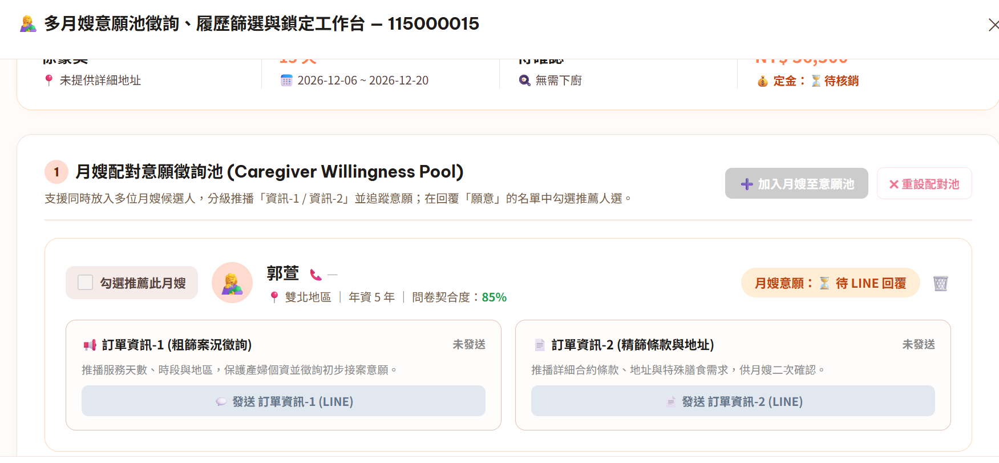 多月嫂意願池徵詢、履歷篩選與鎖定工作台 — 115000015
未提供詳細地址
2026-12-06 ~ 2026-12-20
無需下廚
定金：待核銷
1 月嫂配對意願徵詢池 (Caregiver Willingness Pool)
支援同時放入多位月嫂候選人，分級推播「資訊-1 / 資訊-2」並追蹤意願；在回覆「願意」的名單中勾選推薦人選。
加入月嫂至意願池
重設配對池
勾選推薦此月嫂
郭萱 —
雙北地區 | 年資 5 年 | 問卷契合度：85%
月嫂意願：待 LINE 回覆
訂單資訊-1 (粗篩案況徵詢) 未發送
推播服務天數、時段與地區，保護產婦個資並徵詢初步接案意願。
發送 訂單資訊-1 (LINE)
訂單資訊-2 (精篩條款與地址) 未發送
推播詳細合約條款、地址與特殊膳食需求，供月嫂二次確認。
發送 訂單資訊-2 (LINE)